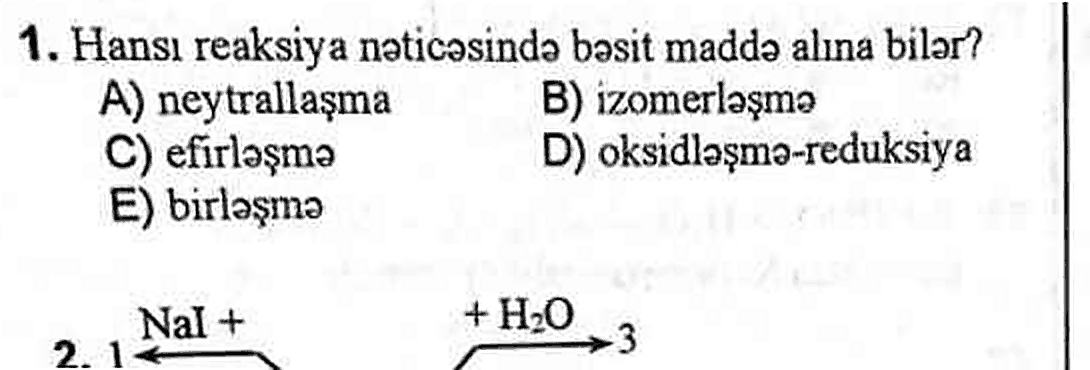 1. Hansı reaksiya nəticəsində bəsit maddə alına bilər?
A) neytrallaşma B) izomerləşmə
C) efirləşmə D) oksidləşmə-reduksiya
E) birləşmə
NaI + + H₂O
2. 1 3